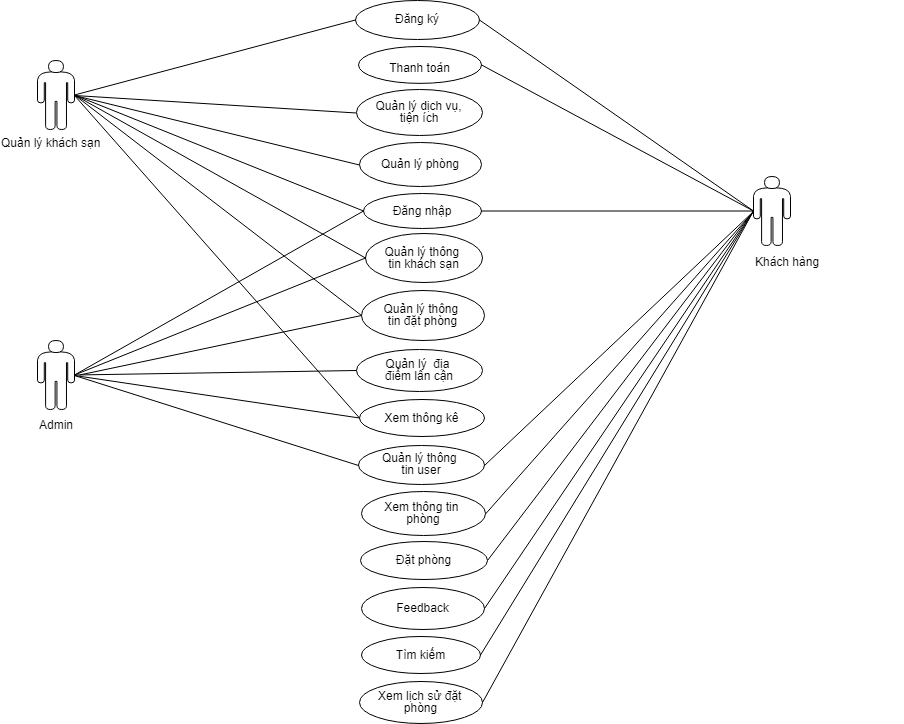 Đăng ký
Thanh toán
Quản lý dịch vụ,
tiện ích
Quản lý khách sạn
Quản lý phòng
Đăng nhập
Quản lý thông
tin khách sạn
Khách hàng
Quản lý thông
tin đặt phòng
Quản lý địa
điểm lân cận
Admin
Xem thông kê
Quản lý thông
tin user
Xem thông tin
phòng
Đặt phòng
Feedback
Tìm kiếm
Xem lịch sử đặt
phòng